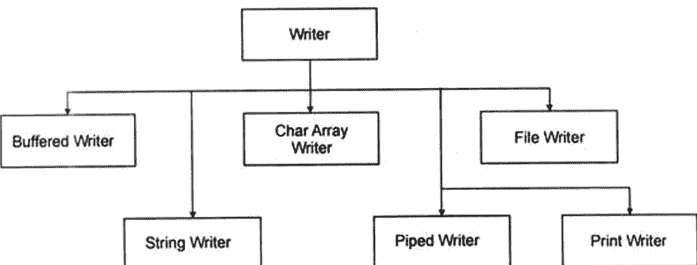 Writer
Buffered Writer
Char Array
Writer
File Writer
String Writer
Piped Writer
Print Writer